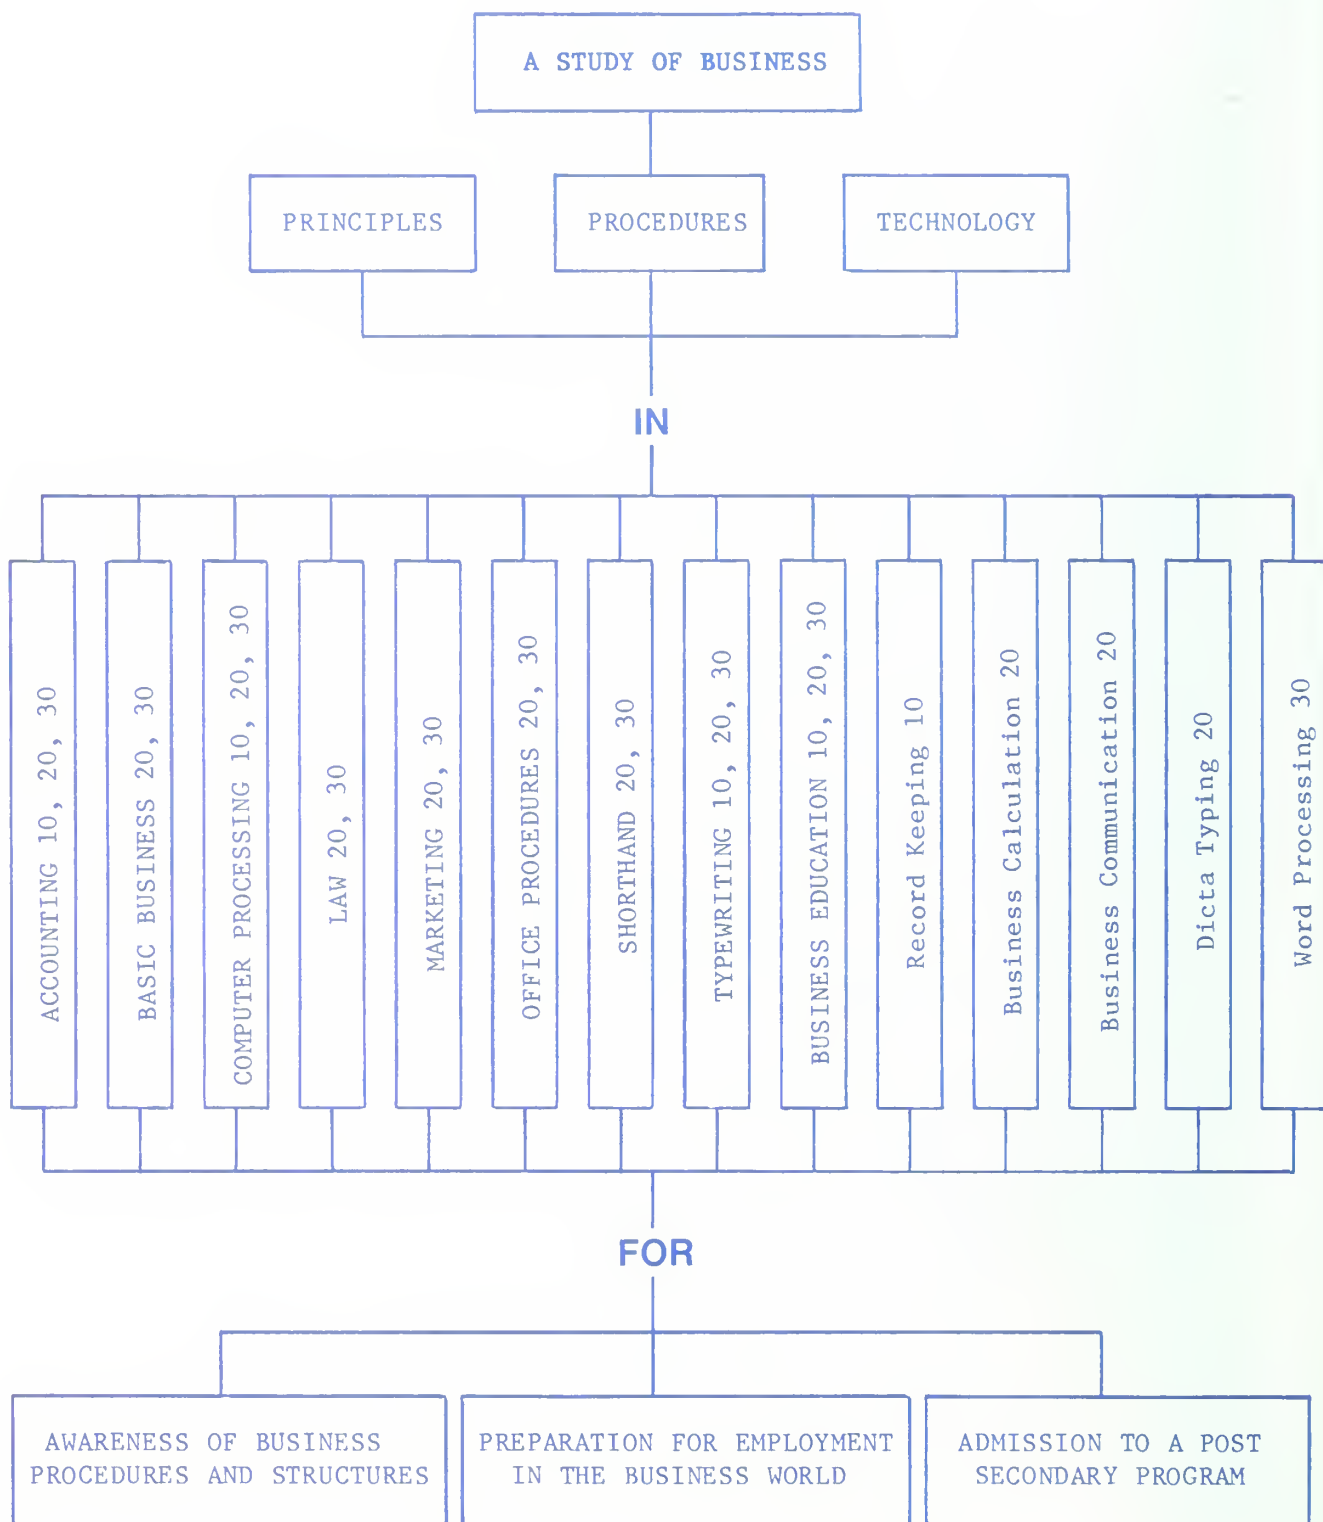 A STUDY OF BUSINESS
PRINCIPLES
PROCEDURES
TECHNOLOGY
IN
ACCOUNTING 10, 20, 30
BASIC BUSINESS 20, 30
COMPUTER PROCESSING 10, 20, 30
LAW 20, 30
MARKETING 20, 30
OFFICE PROCEDURES 20, 30
SHORTHAND 20, 30
TYPEWRITING 10, 20, 30
BUSINESS EDUCATION 10, 20, 30
Record Keeping 10
Business Calculation 20
Business Communication 20
Dicta Typing 20
Word Processing 30
FOR
AWARENESS OF BUSINESS
PROCEDURES AND STRUCTURES
PREPARATION FOR EMPLOYMENT
IN THE BUSINESS WORLD
ADMISSION TO A POST
SECONDARY PROGRAM